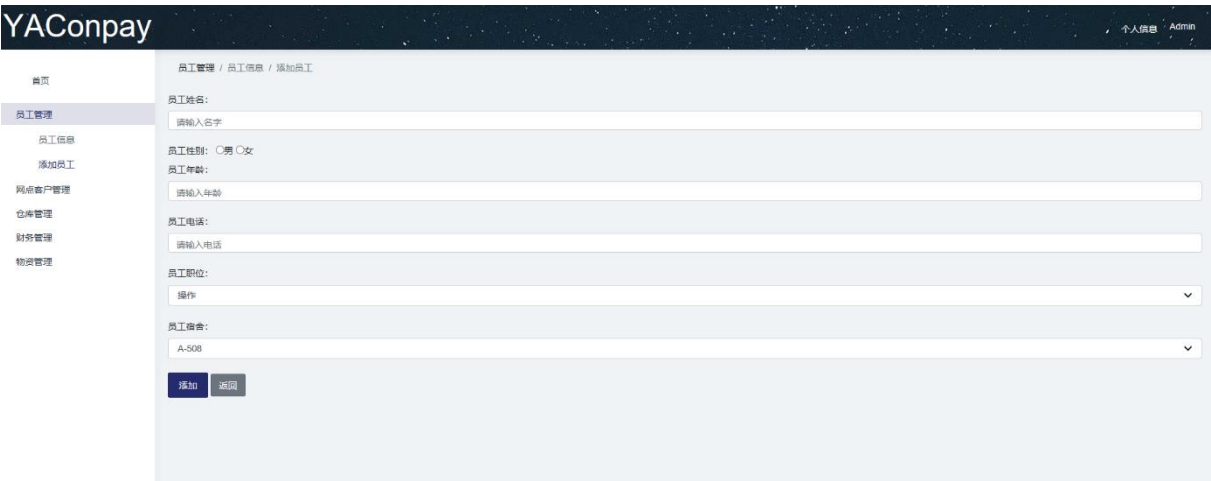 YAConpay
个人信息 Admin
首页
员工管理
员工信息
添加员工
网点客户管理
仓库管理
财务管理
物资管理
员工管理 / 员工信息 / 添加员工
员工姓名:
请输入名字
员工性别: 男 女
员工年龄:
请输入年龄
员工电话:
请输入电话
员工职位:
操作
员工宿舍:
A-508
添加 返回